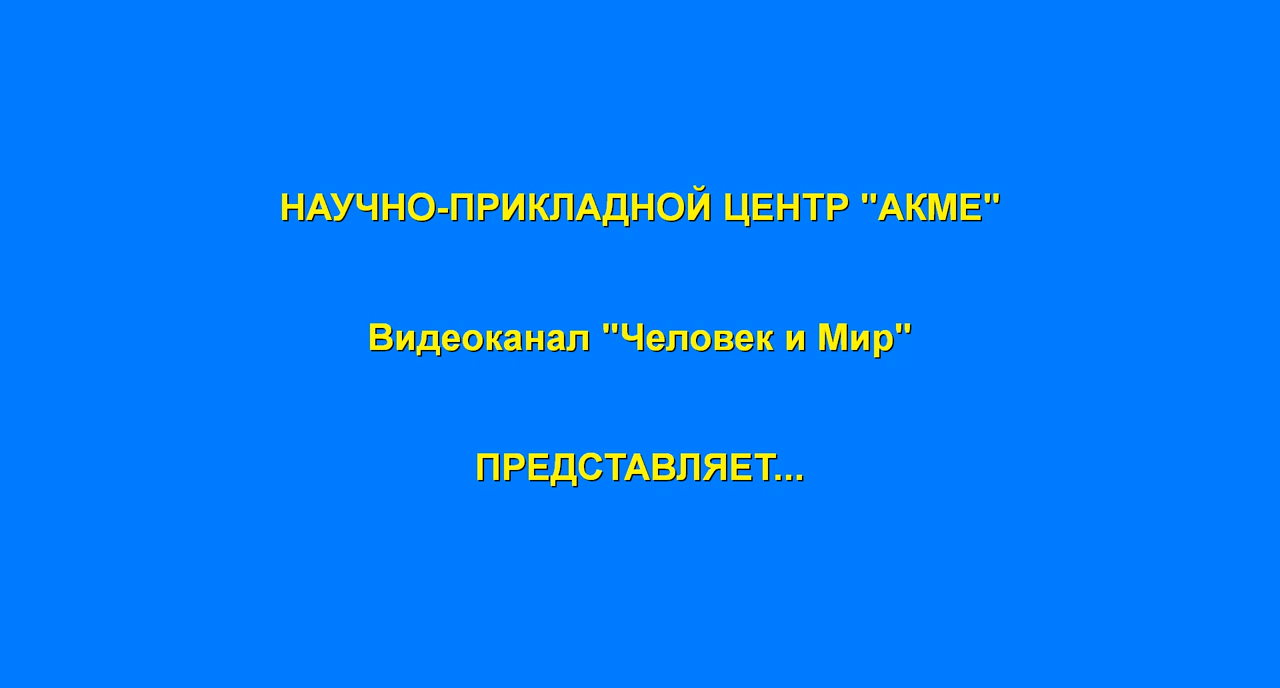 НАУЧНО-ПРИКЛАДНОЙ ЦЕНТР "АКМЕ"
Видеоканал "Человек и Мир"
ПРЕДСТАВЛЯЕТ...